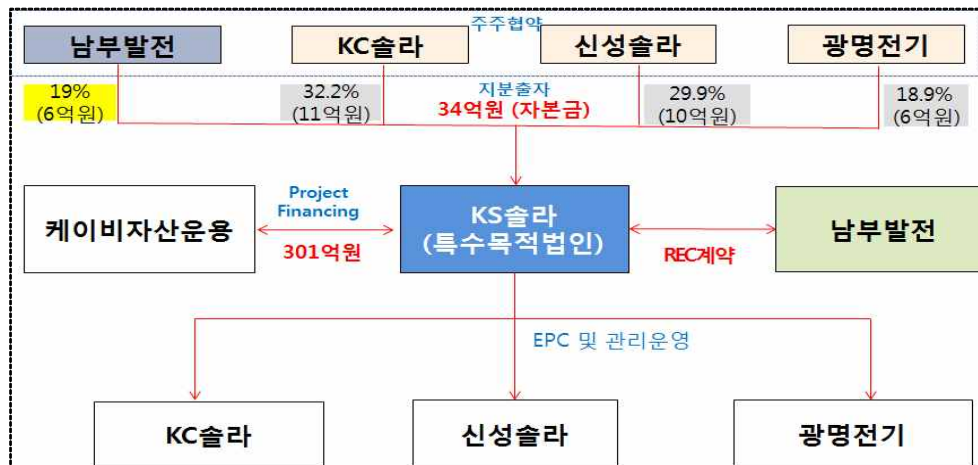 주주협약
남부발전
KC솔라
신성솔라
광명전기
19%
(6억원)
32.2%
(11억원)
지분출자
34억원 (자본금)
29.9%
(10억원)
18.9%
(6억원)
케이비자산운용
Project
Financing
301억원
KS솔라
(특수목적법인)
REC계약
남부발전
EPC 및 관리운영
KC솔라
신성솔라
광명전기